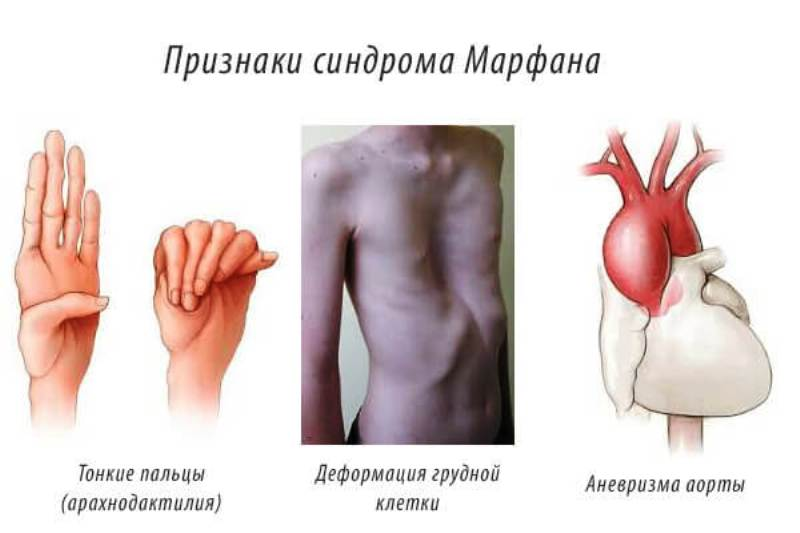 Признаки синдрома Марфана
Тонкие пальцы
(арахнодактилия)
Деформация грудной
клетки
Аневризма аорты